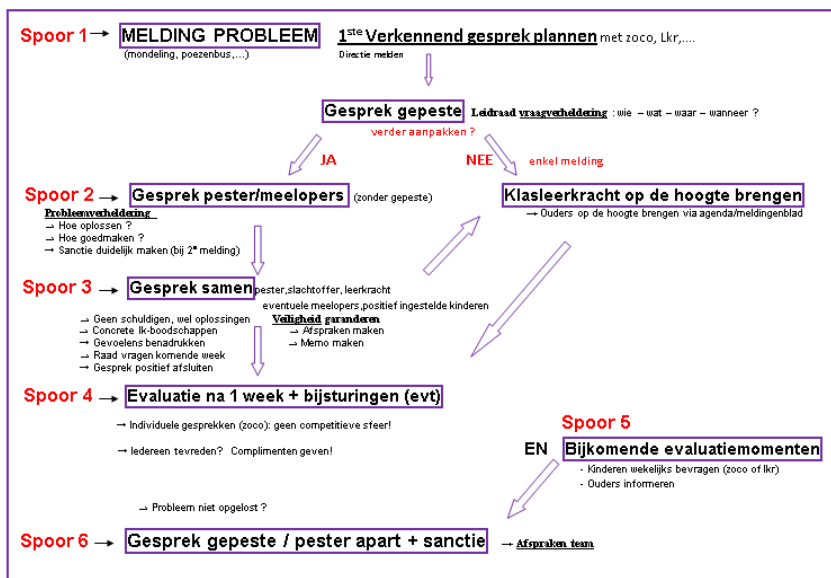 Spoor 1 → MELDING PROBLEEM 1ste Verkennend gesprek plannen met zoco, Lkr,....
(mondeling, poezenbus,...) Directie melden
Gesprek gepeste Leidraad vraagverheldering : wie – wat – waar – wanneer ?
verder aanpakken ?
JA NEE enkel melding
Spoor 2 → Gesprek pester/meelopers (zonder gepeste) Klasleerkracht op de hoogte brengen
Probleemverheldering → Ouders op de hoogte brengen via agenda/meldingenblad
→ Hoe oplossen ?
→ Hoe goedmaken ?
→ Sanctie duidelijk maken (bij 2e melding)
Spoor 3 → Gesprek samen pester,slachtoffer, leerkracht
eventuele meelopers,positief ingestelde kinderen
→ Geen schuldigen, wel oplossingen Veiligheid garanderen
→ Concrete Ik-boodschappen → Afspraken maken
→ Gevoelens benadrukken → Memo maken
→ Raad vragen komende week
→ Gesprek positief afsluiten
Spoor 4 → Evaluatie na 1 week + bijsturingen (evt)
→ Individuele gesprekken (zoco): geen competitieve sfeer!
Spoor 5
→ Iedereen tevreden? Complimenten geven! EN Bijkomende evaluatiemomenten
- Kinderen wekelijks bevragen (zoco of lkr)
- Ouders informeren
→ Probleem niet opgelost ?
Spoor 6 → Gesprek gepeste / pester apart + sanctie → Afspraken team